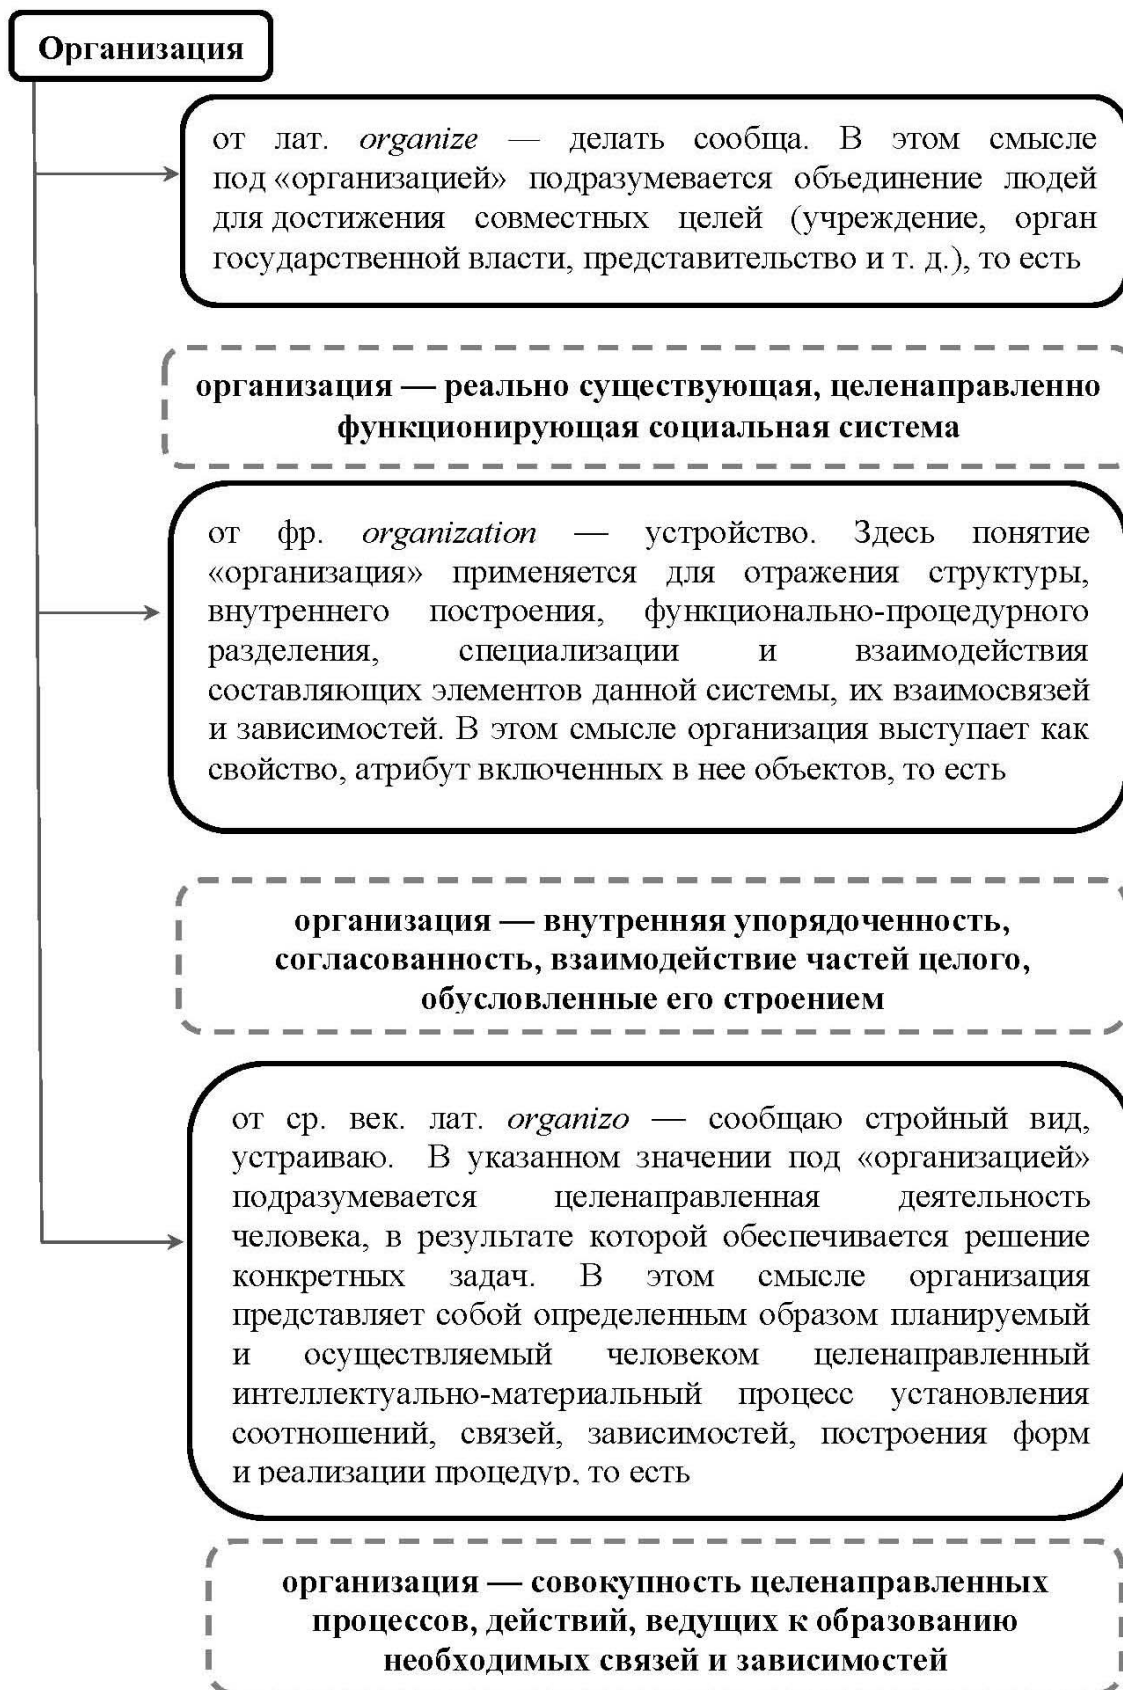 Организация
от лат. organize — делать сообща. В этом смысле
под «организацией» подразумевается объединение людей
для достижения совместных целей (учреждение, орган
государственной власти, представительство и т. д.), то есть
организация — реально существующая, целенаправленно
функционирующая социальная система
от фр. organization — устройство. Здесь понятие
«организация» применяется для отражения структуры,
внутреннего построения, функционально-процедурного
разделения, специализации и взаимодействия
составляющих элементов данной системы, их взаимосвязей
и зависимостей. В этом смысле организация выступает как
свойство, атрибут включенных в нее объектов, то есть
организация — внутренняя упорядоченность,
согласованность, взаимодействие частей целого,
обусловленные его строением
от ср. век. лат. organizo — сообщаю стройный вид,
устраиваю. В указанном значении под «организацией»
подразумевается целенаправленная деятельность
человека, в результате которой обеспечивается решение
конкретных задач. В этом смысле организация
представляет собой определенным образом планируемый
и осуществляемый человеком целенаправленный
интеллектуально-материальный процесс установления
соотношений, связей, зависимостей, построения форм
и реализации процедур, то есть
организация — совокупность целенаправленных
процессов, действий, ведущих к образованию
необходимых связей и зависимостей